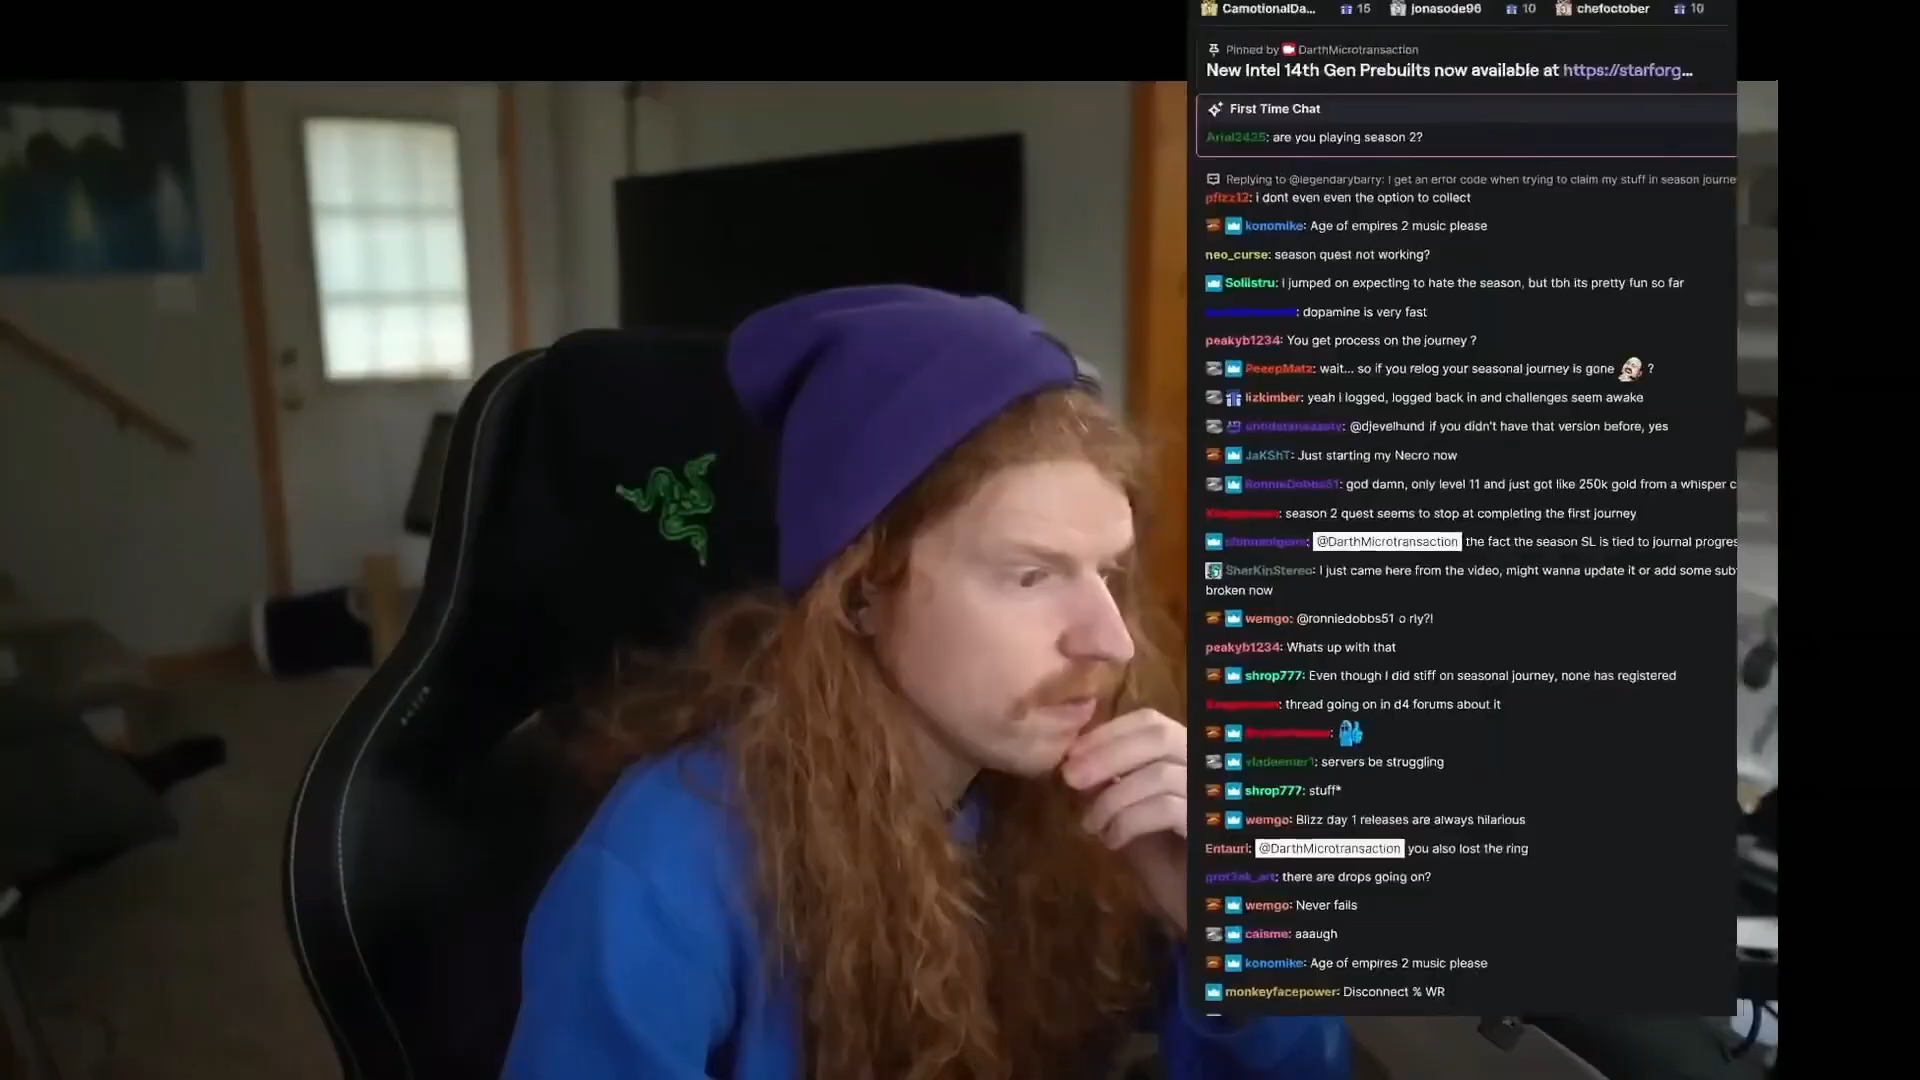 CamotionalDa... 15 jonasode96 10 chefoctober 10
Pinned by DarthMicrotransaction
New Intel 14th Gen Prebuilts now available at https://starforg...
First Time Chat
Arial2425: are you playing season 2?
Replying to @legendarybarry: I get an error code when trying to claim my stuff in season journe
pfizz12: i dont even even the option to collect
konomike: Age of empires 2 music please
neo_curse: season quest not working?
Soliistru: i jumped on expecting to hate the season, but tbh its pretty fun so far
: dopamine is very fast
peakyb1234: You get process on the journey ?
PeeepMatz: wait... so if you relog your seasonal journey is gone ?
lizkimber: yeah i logged, logged back in and challenges seem awake
: @djevelhund if you didn't have that version before, yes
JaKShT: Just starting my Necro now
RonnieDobbs51: god damn, only level 11 and just got like 250k gold from a whisper c
: season 2 quest seems to stop at completing the first journey
: @DarthMicrotransaction the fact the season SL is tied to journal progres
SherKinStereo: I just came here from the video, might wanna update it or add some sub
broken now
wemgo: @ronniedobbs51 o rly?!
peakyb1234: Whats up with that
shrop777: Even though I did stiff on seasonal journey, none has registered
: thread going on in d4 forums about it
:
vladeemer1: servers be struggling
shrop777: stuff*
wemgo: Blizz day 1 releases are always hilarious
Entauri: @DarthMicrotransaction you also lost the ring
grot3sk_art: there are drops going on?
wemgo: Never fails
caisme: aaaugh
konomike: Age of empires 2 music please
monkeyfacepower: Disconnect % WR